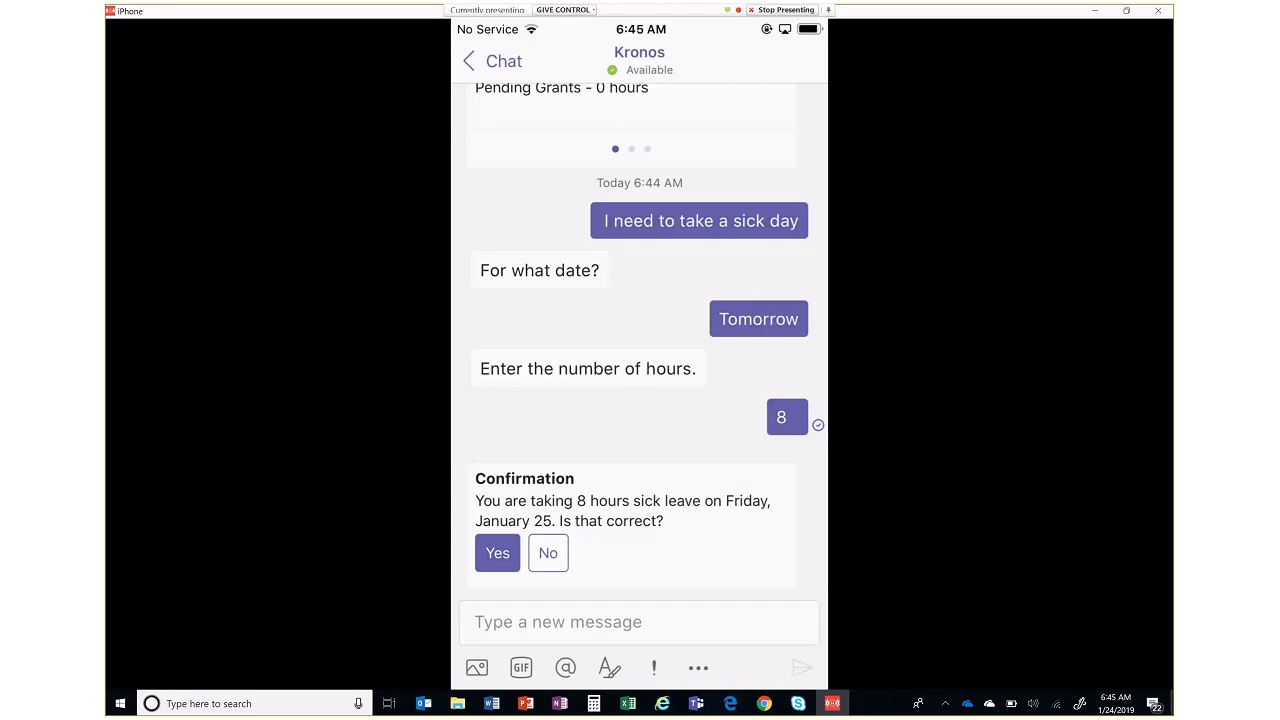 iPhone
Currently presenting
GIVE CONTROL
Stop Presenting
No Service
6:45 AM
Chat
Kronos
Available
Pending Grants - 0 hours
Today 6:44 AM
I need to take a sick day
For what date?
Tomorrow
Enter the number of hours.
8
Confirmation
You are taking 8 hours sick leave on Friday,
January 25. Is that correct?
Yes
No
Type a new message
GIF
Type here to search
6:45 AM
1/24/2019
22